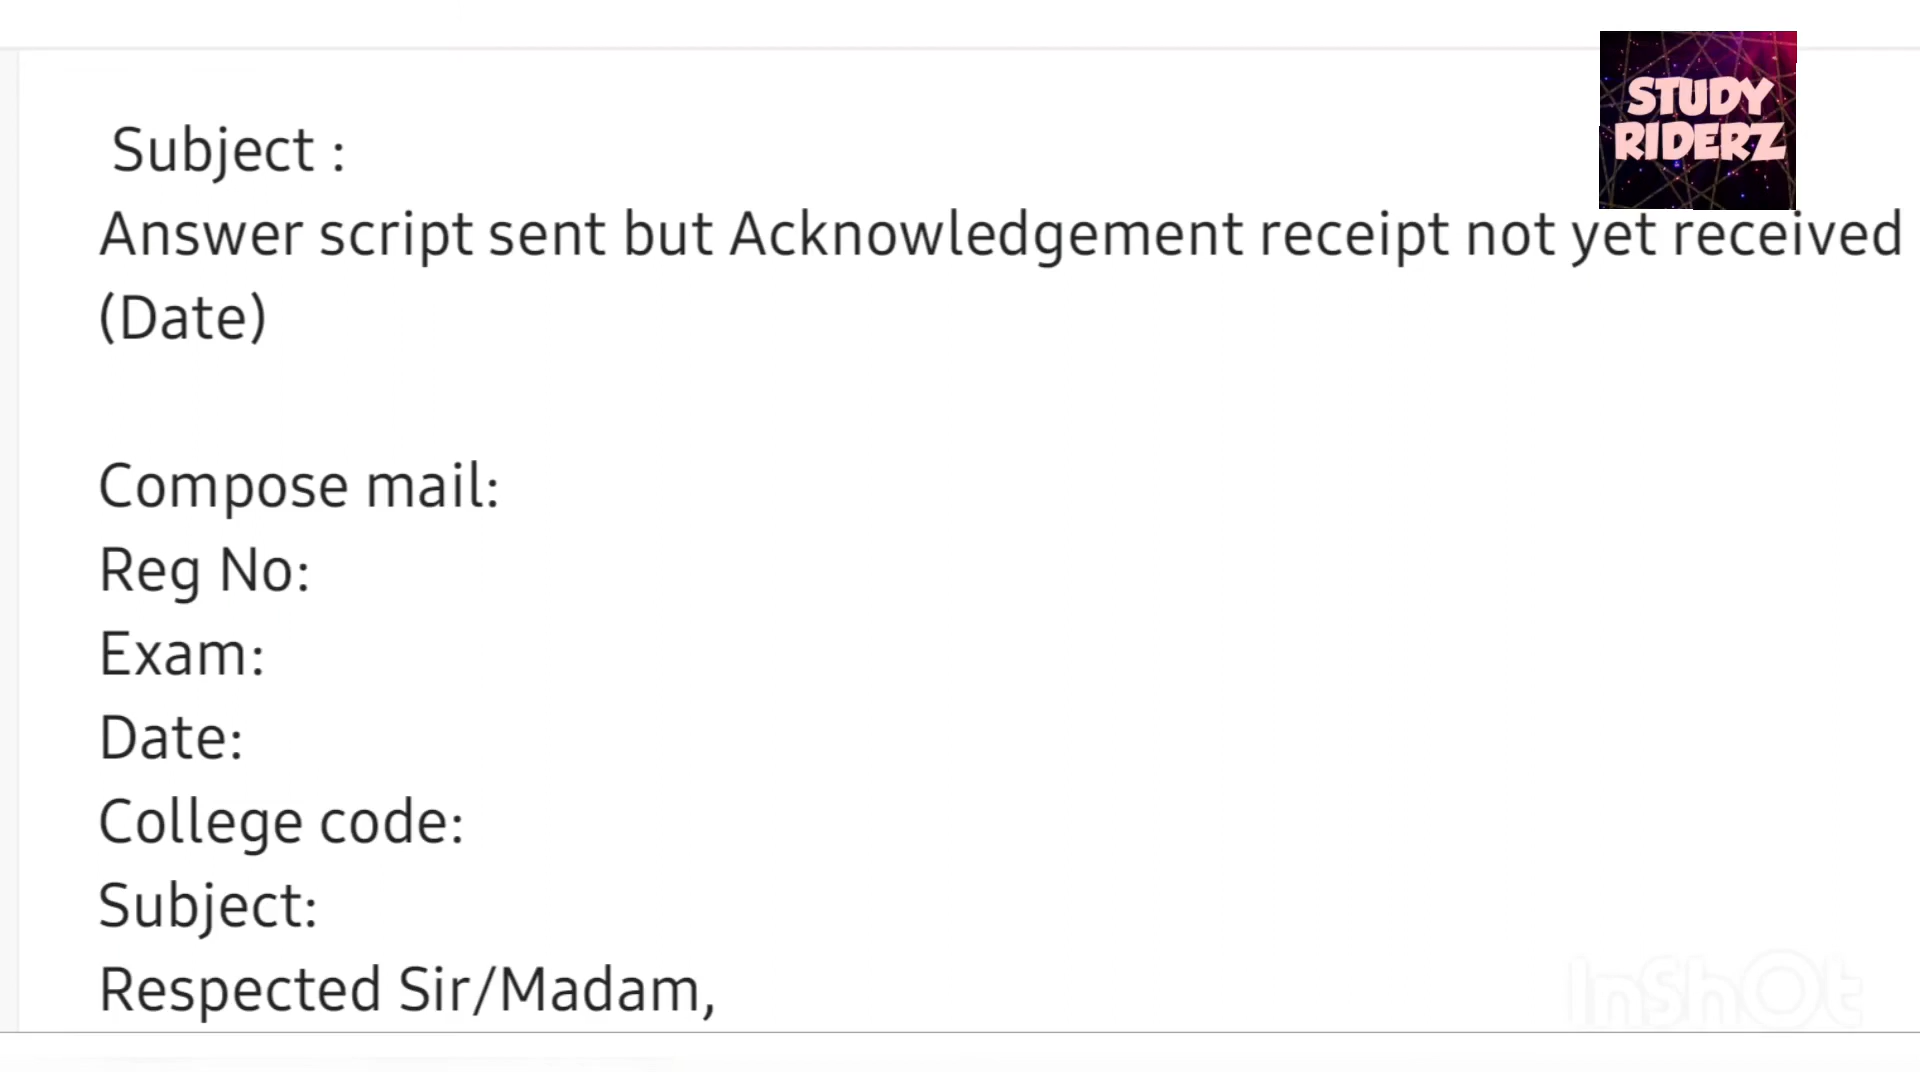 STUDY
RIDERZ
Subject :
Answer script sent but Acknowledgement receipt not yet received
(Date)
Compose mail:
Reg No:
Exam:
Date:
College code:
Subject:
Respected Sir/Madam,
InShOt